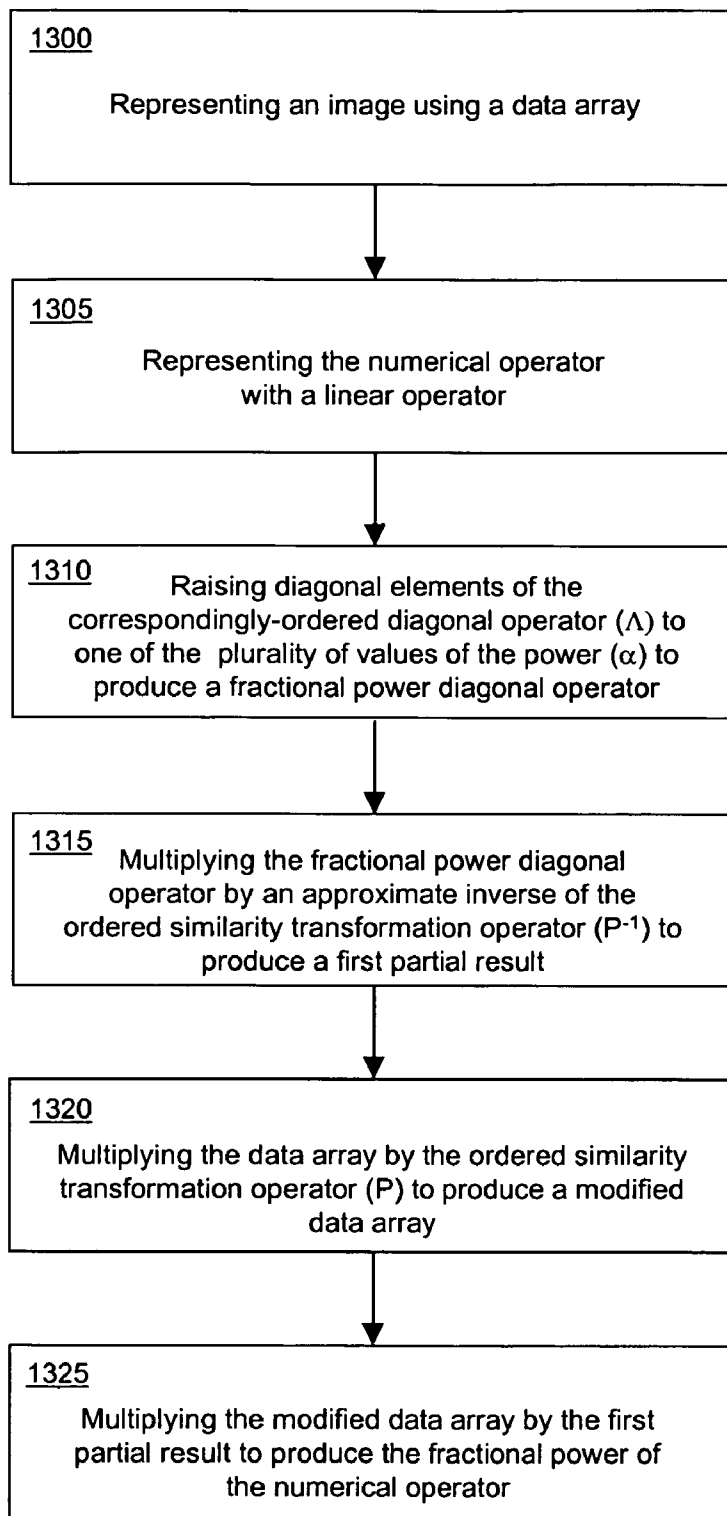 1300
Representing an image using a data array
1305
Representing the numerical operator
with a linear operator
1310
Raising diagonal elements of the
correspondingly-ordered diagonal operator (Λ) to
one of the plurality of values of the power (α) to
produce a fractional power diagonal operator
1315
Multiplying the fractional power diagonal
operator by an approximate inverse of the
ordered similarity transformation operator (P⁻¹) to
produce a first partial result
1320
Multiplying the data array by the ordered similarity
transformation operator (P) to produce a modified
data array
1325
Multiplying the modified data array by the first
partial result to produce the fractional power of
the numerical operator